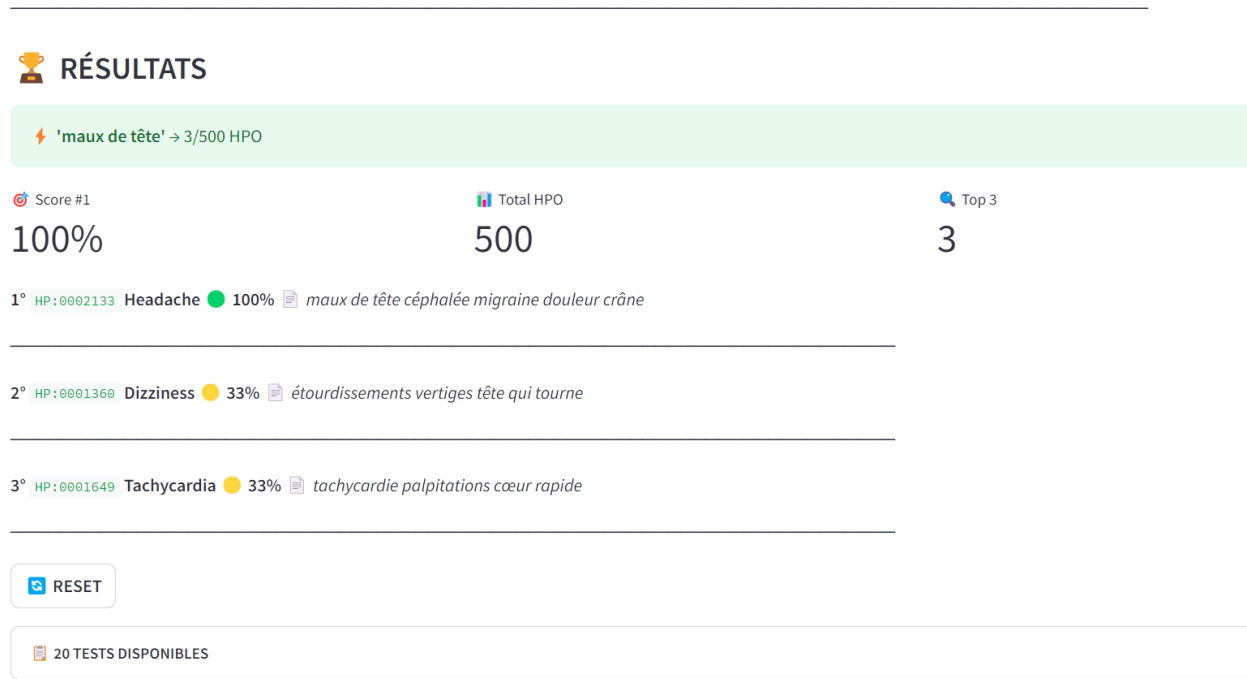 RÉSULTATS
'maux de tête' → 3/500 HPO
Score #1
Total HPO
Top 3
100%
500
3
1° HP:0002133 Headache 100% maux de tête céphalée migraine douleur crâne
2° HP:0001360 Dizziness 33% étourdissements vertiges tête qui tourne
3° HP:0001649 Tachycardia 33% tachycardie palpitations cœur rapide
RESET
20 TESTS DISPONIBLES